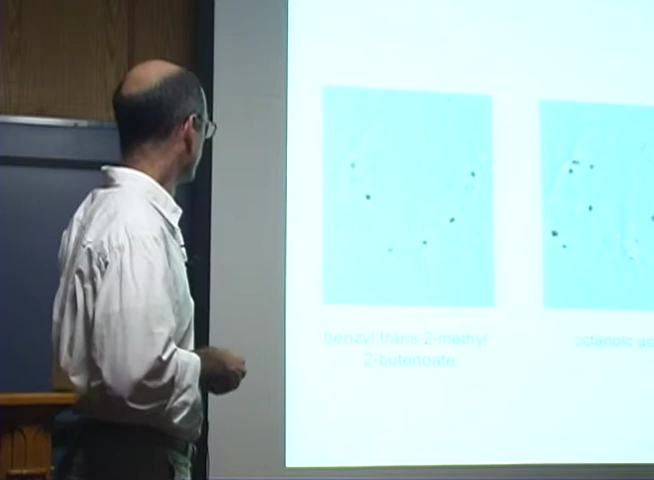 benzyl trans 2-methyl
2-butenoate
octanoic ac